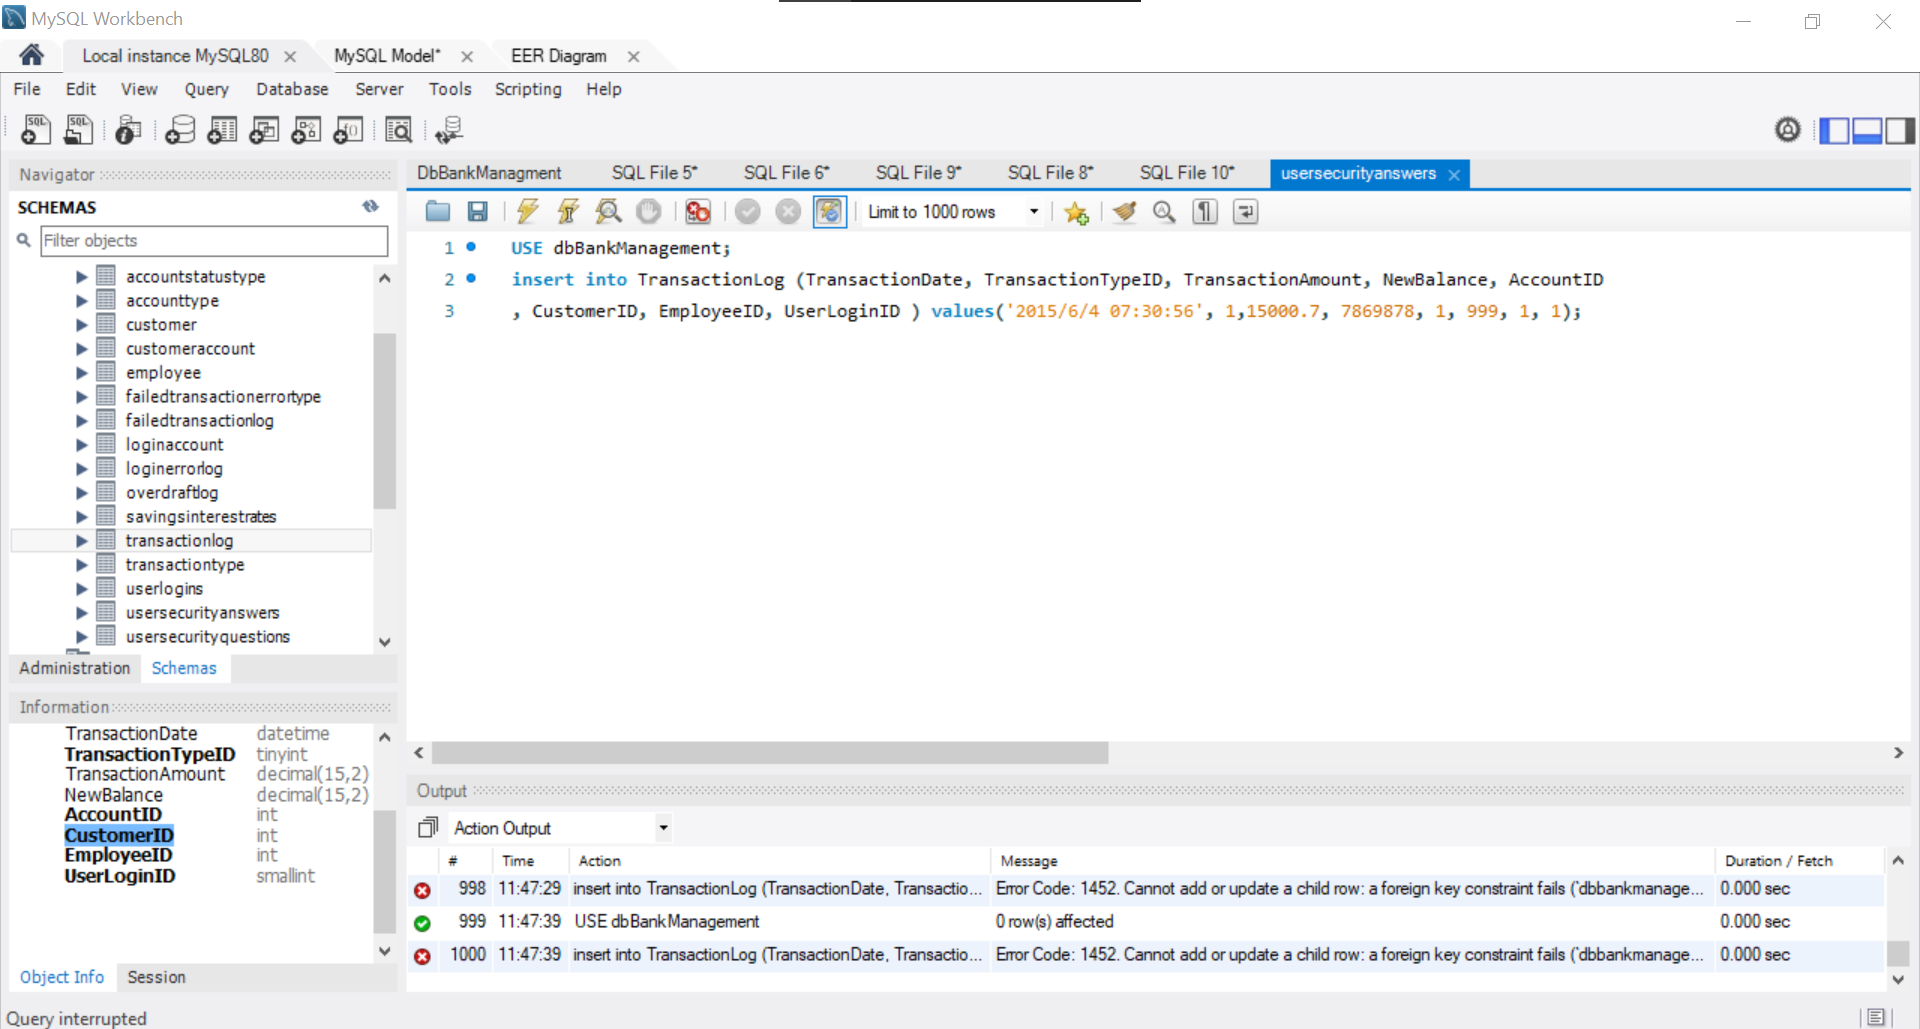 MySQL Workbench
Local instance MySQL80
MySQL Model*
EER Diagram
File Edit View Query Database Server Tools Scripting Help
Navigator
SCHEMAS
Filter objects
accountstatustype
accounttype
customer
customeraccount
employee
failedtransactionerrortype
failedtransactionlog
loginaccount
loginerrorlog
overdraftlog
savingsinterestrates
transactionlog
transactiontype
userlogins
usersecurityanswers
usersecurityquestions
Administration Schemas
Information
TransactionDate datetime
TransactionTypeID tinyint
TransactionAmount decimal(15,2)
NewBalance decimal(15,2)
AccountID int
CustomerID int
EmployeeID int
UserLoginID smallint
Object Info Session
DbBankManagment SQL File 5* SQL File 6* SQL File 9* SQL File 8* SQL File 10* usersecurityanswers
Limit to 1000 rows
1 USE dbBankManagement;
2 insert into TransactionLog (TransactionDate, TransactionTypeID, TransactionAmount, NewBalance, AccountID
3 , CustomerID, EmployeeID, UserLoginID ) values('2015/6/4 07:30:56', 1,15000.7, 7869878, 1, 999, 1, 1);
Output
Action Output
# Time Action Message Duration / Fetch
998 11:47:29 insert into TransactionLog (TransactionDate, Transactio... Error Code: 1452. Cannot add or update a child row: a foreign key constraint fails (`dbbankmanage... 0.000 sec
999 11:47:39 USE dbBankManagement 0 row(s) affected 0.000 sec
1000 11:47:39 insert into TransactionLog (TransactionDate, Transactio... Error Code: 1452. Cannot add or update a child row: a foreign key constraint fails (`dbbankmanage... 0.000 sec
Query interrupted